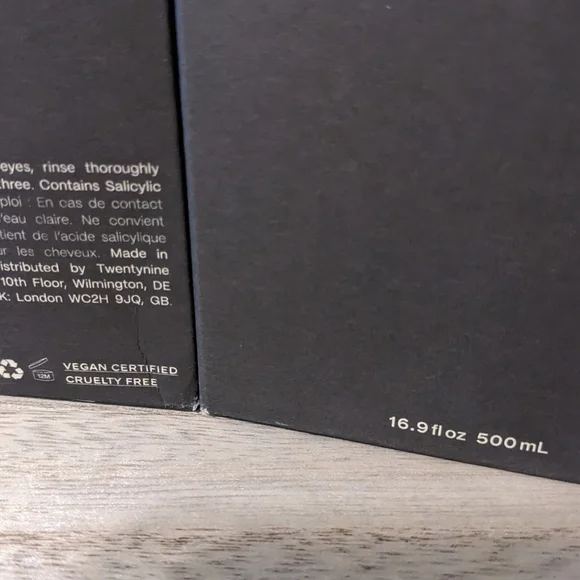 eyes, rinse thoroughly
three. Contains Salicylic
ploi : En cas de contact
l'eau claire. Ne convient
tient de l'acide salicylique
ur les cheveux. Made in
istributed by Twentynine
10th Floor, Wilmington, DE
K: London WC2H 9JQ, GB.
12M
VEGAN CERTIFIED
CRUELTY FREE
16.9 fl oz 500 mL